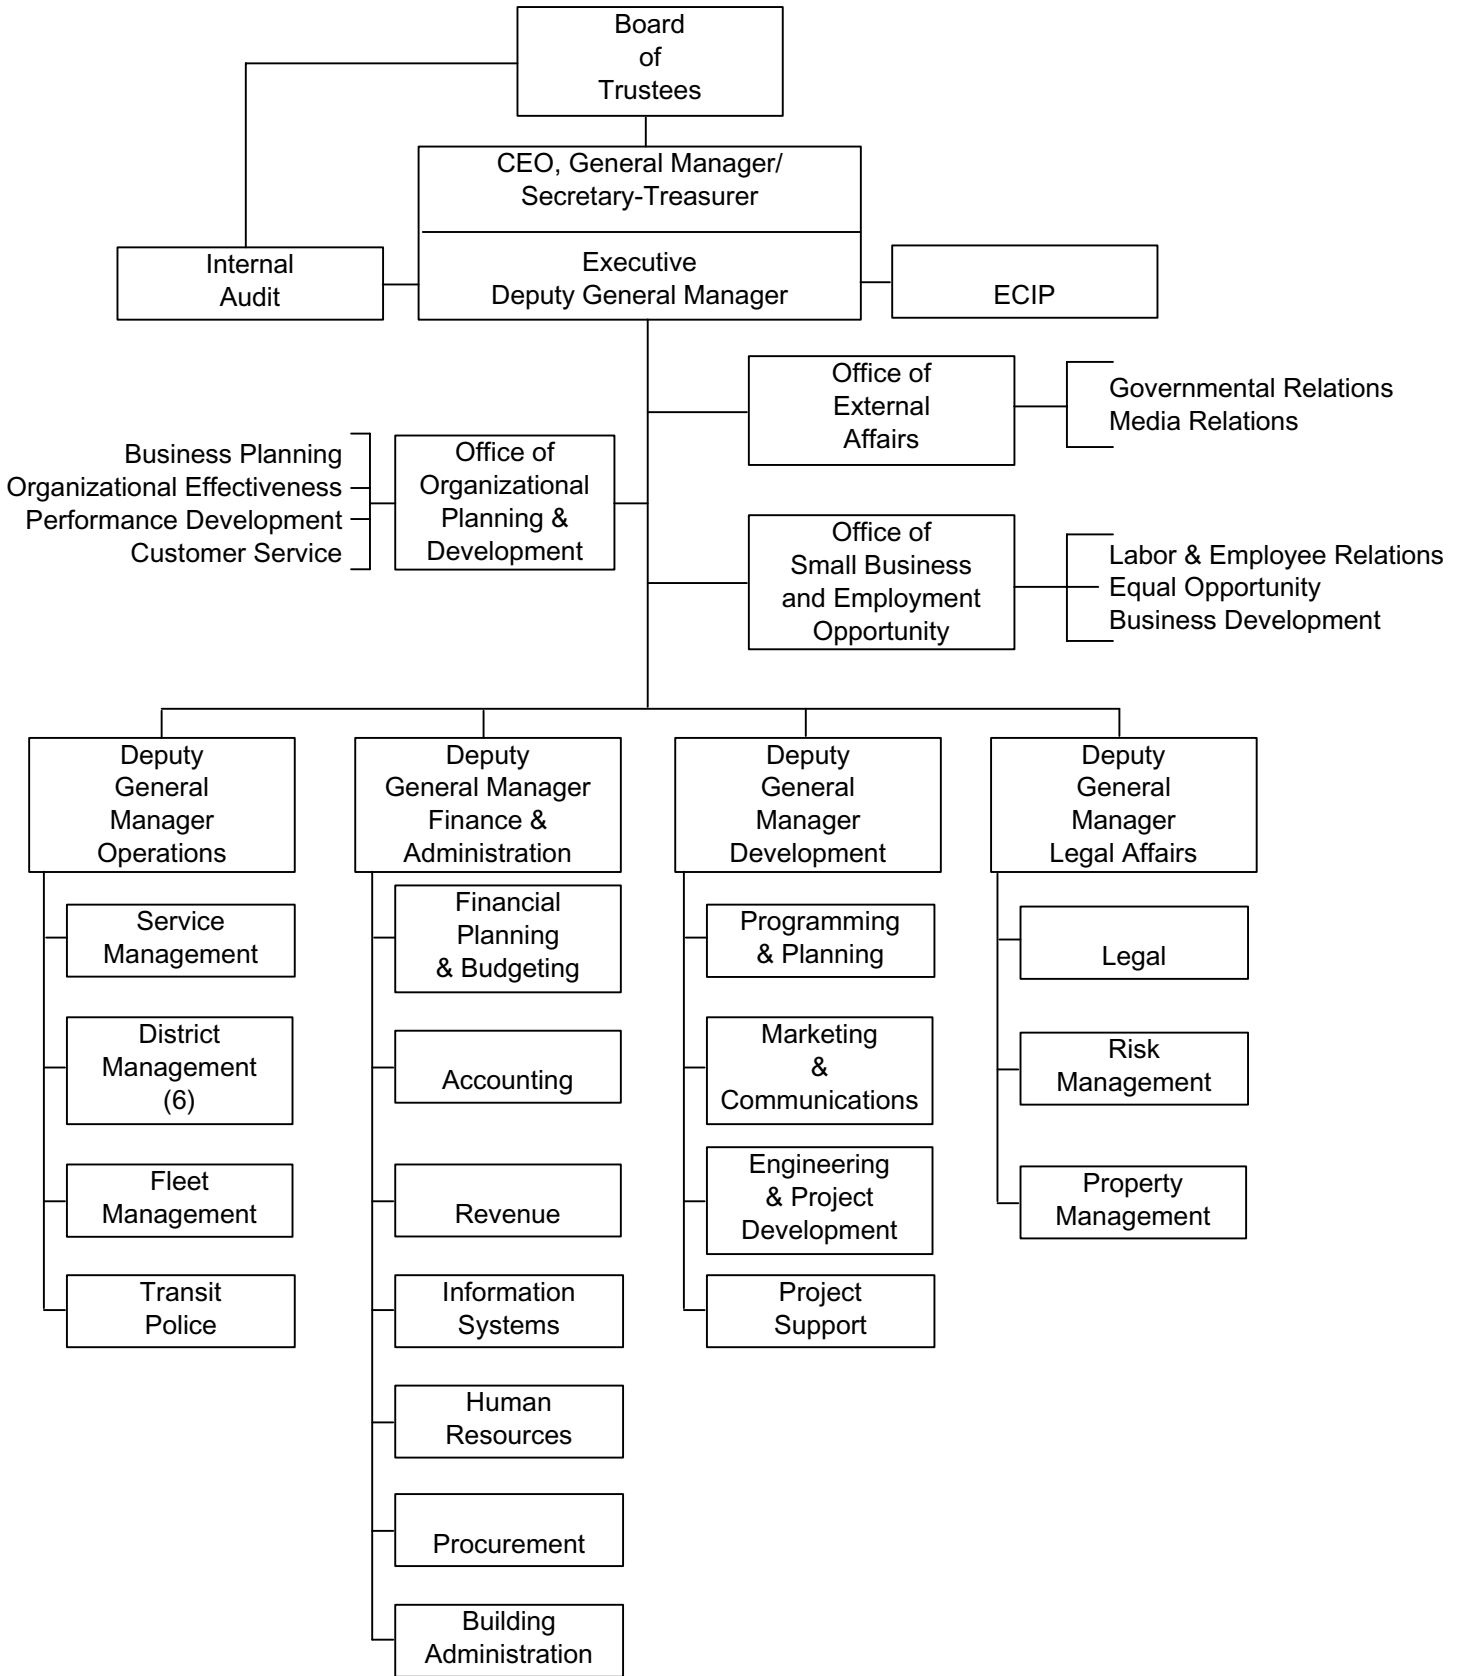 Board
of
Trustees
CEO, General Manager/
Secretary-Treasurer
Executive
Deputy General Manager
Internal
Audit
ECIP
Office of
External
Affairs
Governmental Relations
Media Relations
Business Planning
Organizational Effectiveness
Performance Development
Customer Service
Office of
Organizational
Planning &
Development
Office of
Small Business
and Employment
Opportunity
Labor & Employee Relations
Equal Opportunity
Business Development
Deputy
General
Manager
Operations
Service
Management
District
Management
(6)
Fleet
Management
Transit
Police
Deputy
General Manager
Finance &
Administration
Financial
Planning
& Budgeting
Accounting
Revenue
Information
Systems
Human
Resources
Procurement
Building
Administration
Deputy
General
Manager
Development
Programming
& Planning
Marketing
&
Communications
Engineering
& Project
Development
Project
Support
Deputy
General
Manager
Legal Affairs
Legal
Risk
Management
Property
Management